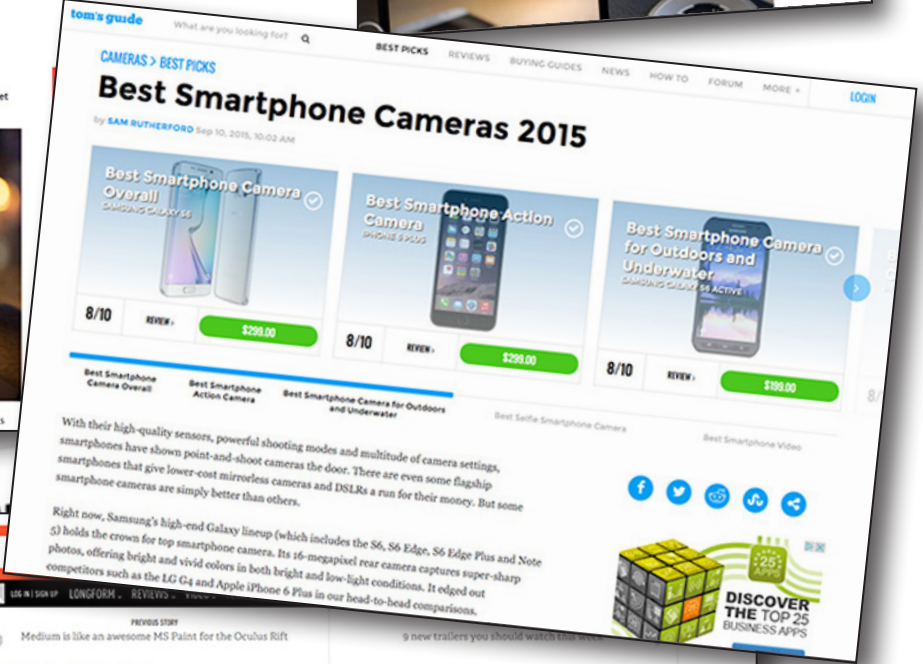 tom's guide
What are you looking for?
BEST PICKS
REVIEWS
BUYING GUIDES
NEWS
HOW TO
FORUM
MORE
LOGIN
CAMERAS > BEST PICKS
Best Smartphone Cameras 2015
by SAM RUTHERFORD Sep 10, 2015, 10:02 AM
Best Smartphone Camera
Overall
SAMSUNG GALAXY S6
8/10
REVIEW ›
$299.00
Best Smartphone Action
Camera
IPHONE 6 PLUS
8/10
REVIEW ›
$299.00
Best Smartphone Camera
for Outdoors and
Underwater
SAMSUNG GALAXY S6 ACTIVE
8/10
REVIEW ›
$199.00
8/
Best Smartphone
Camera Overall
Best Smartphone
Action Camera
Best Smartphone Camera for Outdoors
and Underwater
Best Selfie Smartphone Camera
Best Smartphone Video
With their high-quality sensors, powerful shooting modes and multitude of camera settings,
smartphones have shown point-and-shoot cameras the door. There are even some flagship
smartphones that give lower-cost mirrorless cameras and DSLRs a run for their money. But some
smartphone cameras are simply better than others.
Right now, Samsung's high-end Galaxy lineup (which includes the S6, S6 Edge, S6 Edge Plus and Note
5) holds the crown for top smartphone camera. Its 16-megapixel rear camera captures super-sharp
photos, offering bright and vivid colors in both bright and low-light conditions. It edged out
competitors such as the LG G4 and Apple iPhone 6 Plus in our head-to-head comparisons.
25
APPS
DISCOVER
THE TOP 25
BUSINESS APPS
LOG IN | SIGN UP
LONGFORM
REVIEWS
PREVIOUS STORY
Medium is like an awesome MS Paint for the Oculus Rift
9 new trailers you should watch this week